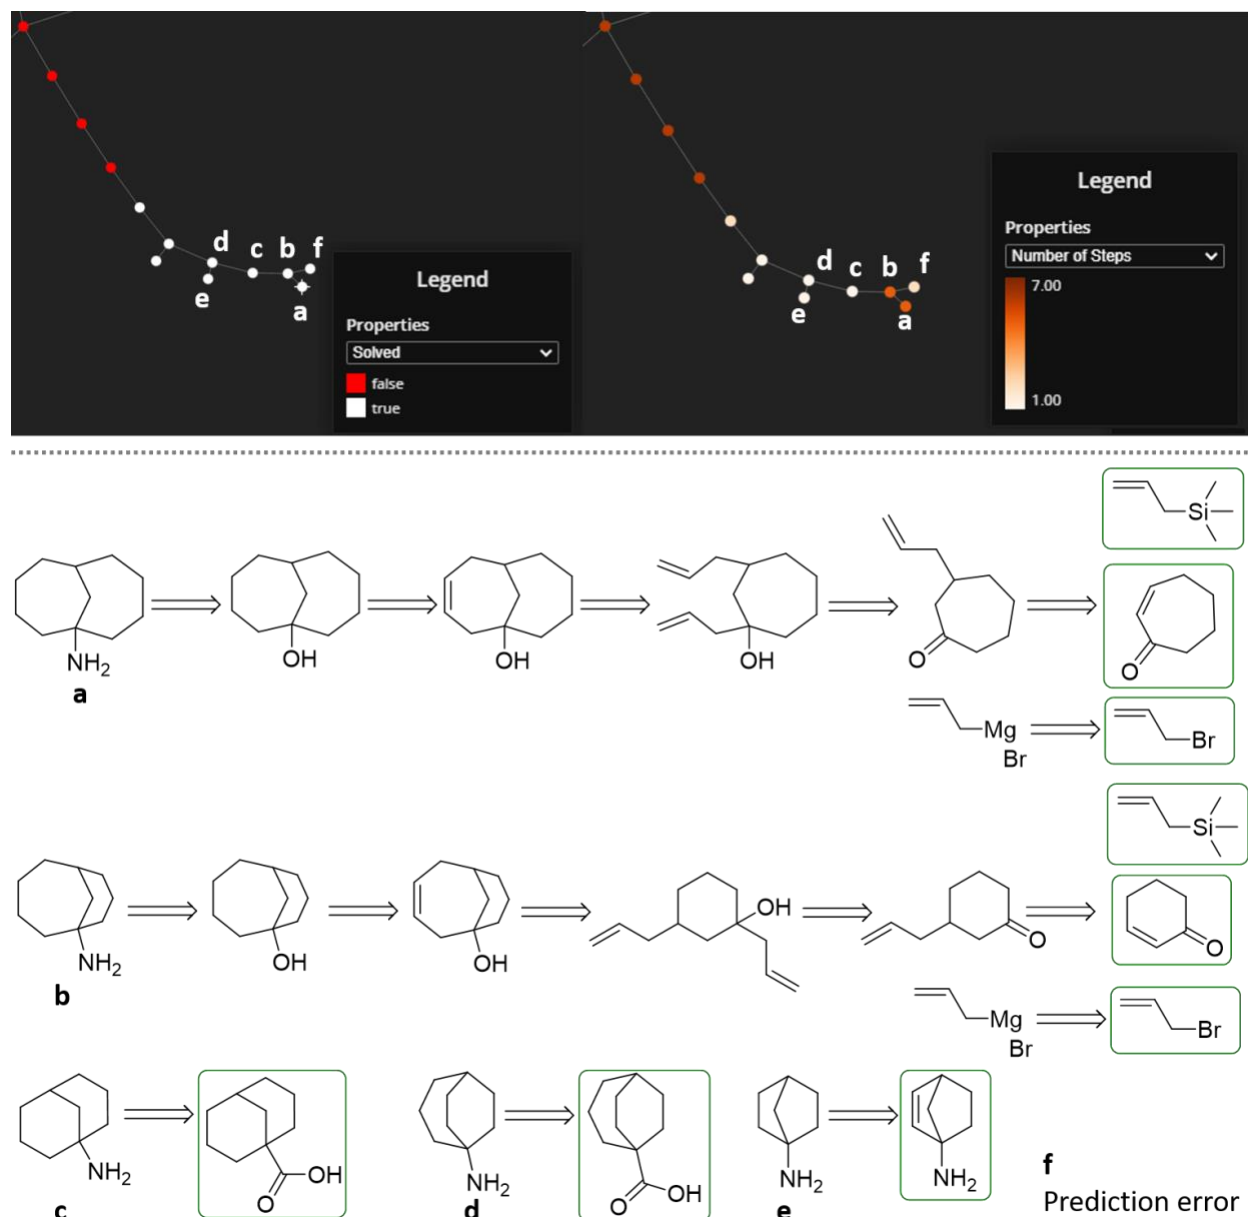 d c b f
e a
Legend
Properties
Solved
false
true
d c b f
e a
Legend
Properties
Number of Steps
7.00
1.00
Si
NH2
OH
OH
OH
O
O
a
Mg
Br
Br
Si
NH2
OH
OH
OH
O
O
b
Mg
Br
Br
NH2
OH
O
NH2
OH
O
NH2
NH2
c
d
e
f
Prediction error